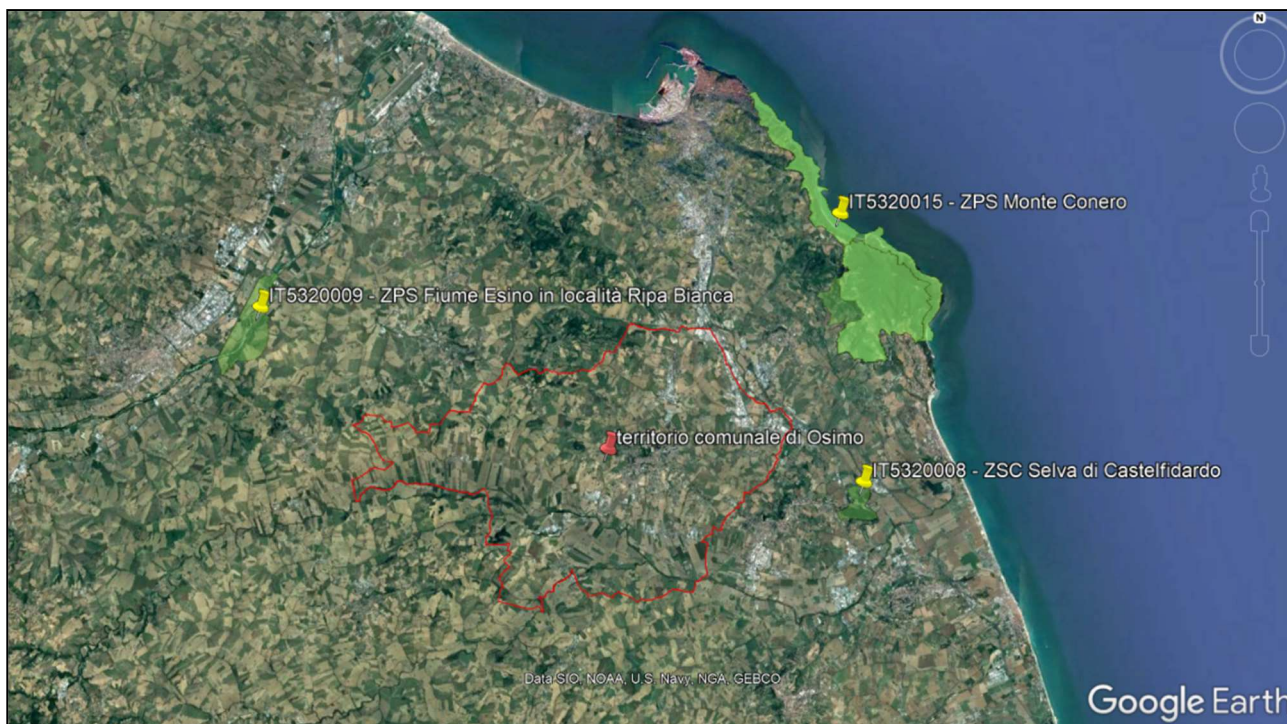 N
IT5320015 - ZPS Monte Conero
IT5320009 - ZPS Fiume Esino in località Ripa Bianca
territorio comunale di Osimo
IT5320008 - ZSC Selva di Castelfidardo
Data SIO, NOAA, U.S. Navy, NGA, GEBCO
Google Earth